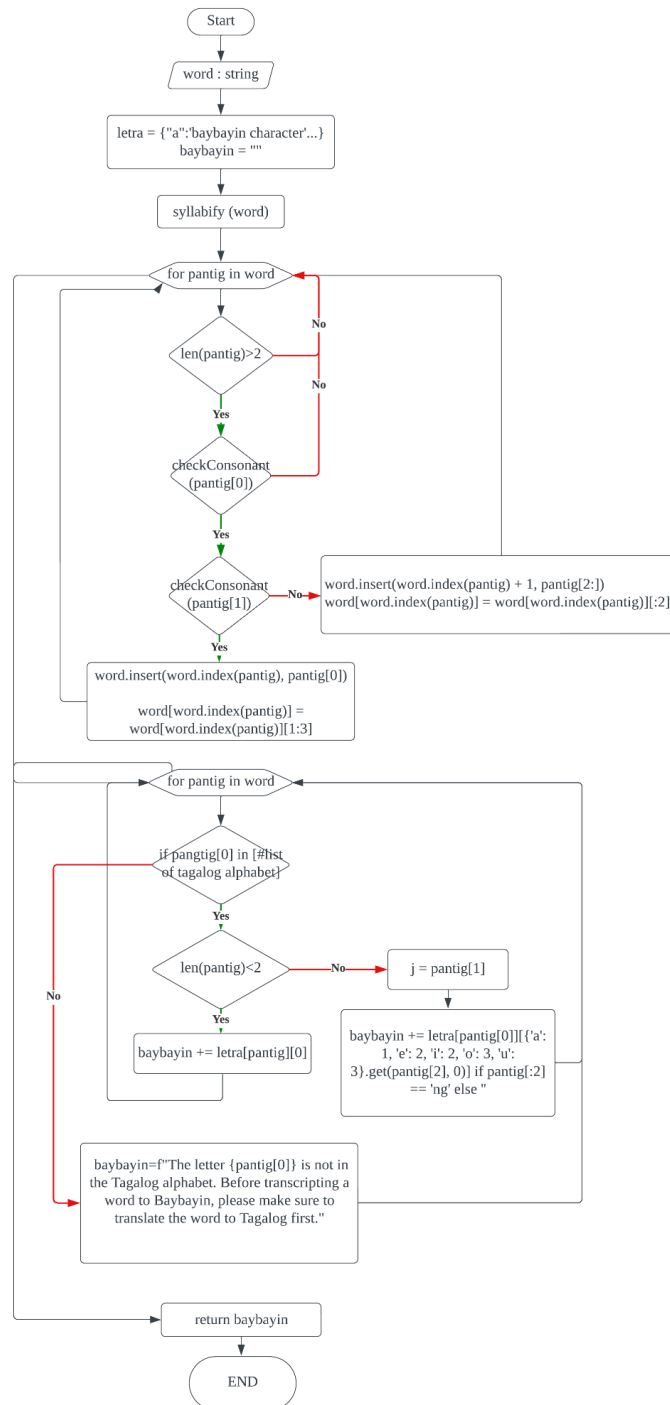 Start
word : string
letra = {"a":'baybayin character'...}
baybayin = ""
syllabify (word)
for pantig in word
No
len(pantig)>2
No
Yes
checkConsonant
(pantig[0])
Yes
checkConsonant
(pantig[1])
No
word.insert(word.index(pantig) + 1, pantig[2:])
word[word.index(pantig)] = word[word.index(pantig)][:2]
Yes
word.insert(word.index(pantig), pantig[0])
word[word.index(pantig)] =
word[word.index(pantig)][1:3]
for pantig in word
if pangtig[0] in [#list
of tagalog alphabet]
Yes
len(pantig)<2
No
j = pantig[1]
No
Yes
baybayin += letra[pantig][0]
baybayin += letra[pantig[0]][{'a':
1, 'e': 2, 'i': 2, 'o': 3, 'u':
3}.get(pantig[2], 0)] if pantig[:2]
== 'ng' else ''
baybayin=f"The letter {pantig[0]} is not in
the Tagalog alphabet. Before transcripting a
word to Baybayin, please make sure to
translate the word to Tagalog first."
return baybayin
END